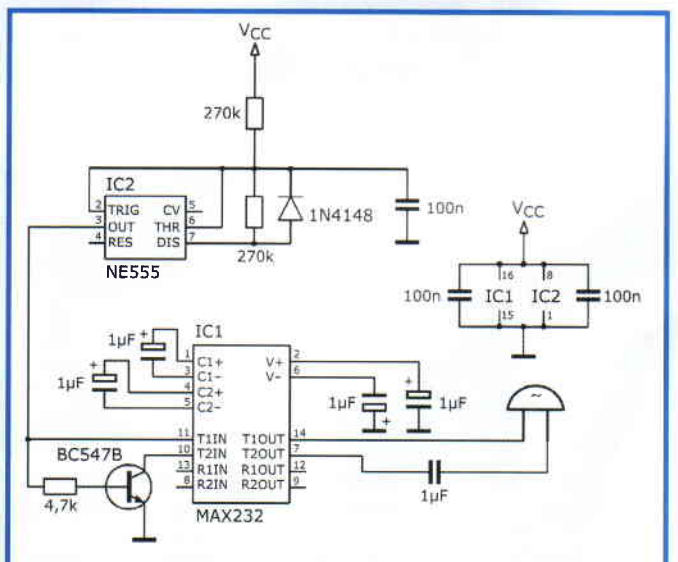 VCC
270k
IC2
2 TRIG CV 5
3 OUT THR 6
4 RES DIS 7
NE555
270k
1N4148
100n
VCC
16 8
100n IC1 IC2 100n
15 1
IC1
1µF +
1 C1+ V+ 2
3 C1− V− 6
1µF +
4 C2+
5 C2−
1µF +
+ 1µF
~
11 T1IN T1OUT 14
10 T2IN T2OUT 7
13 R1IN R1OUT 12
8 R2IN R2OUT 9
MAX232
BC547B
4,7k
1µF